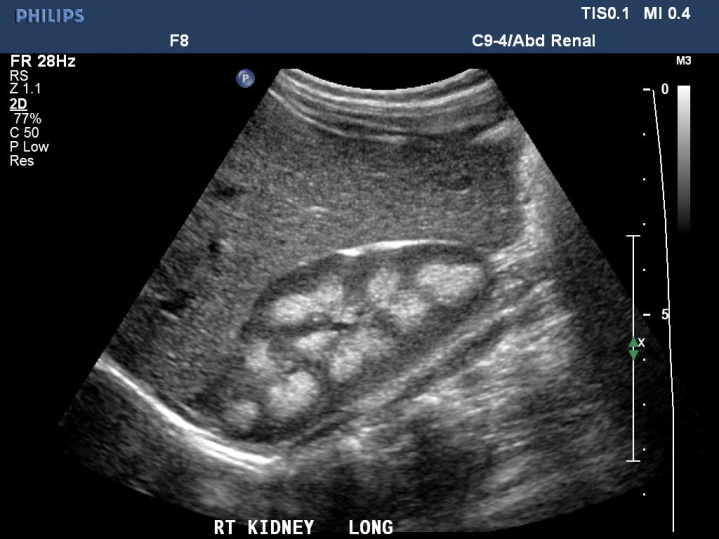 PHILIPS
TIS0.1 MI 0.4
F8
C9-4/Abd Renal
FR 28Hz
RS
Z 1.1
2D
77%
C 50
P Low
Res
P
M3
0
5
X
RT KIDNEY LONG